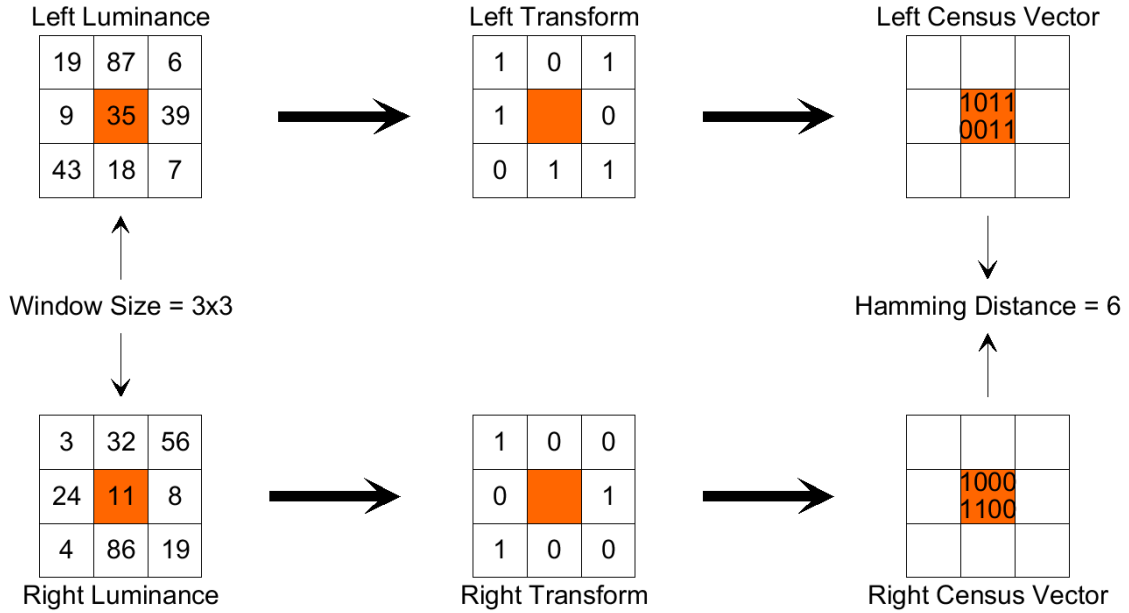 Left Luminance
19 87 6
9 35 39
43 18 7
Left Transform
1 0 1
1 0
0 1 1
Left Census Vector
1011
0011
Window Size = 3x3
Hamming Distance = 6
3 32 56
24 11 8
4 86 19
Right Luminance
1 0 0
0 1
1 0 0
Right Transform
1000
1100
Right Census Vector